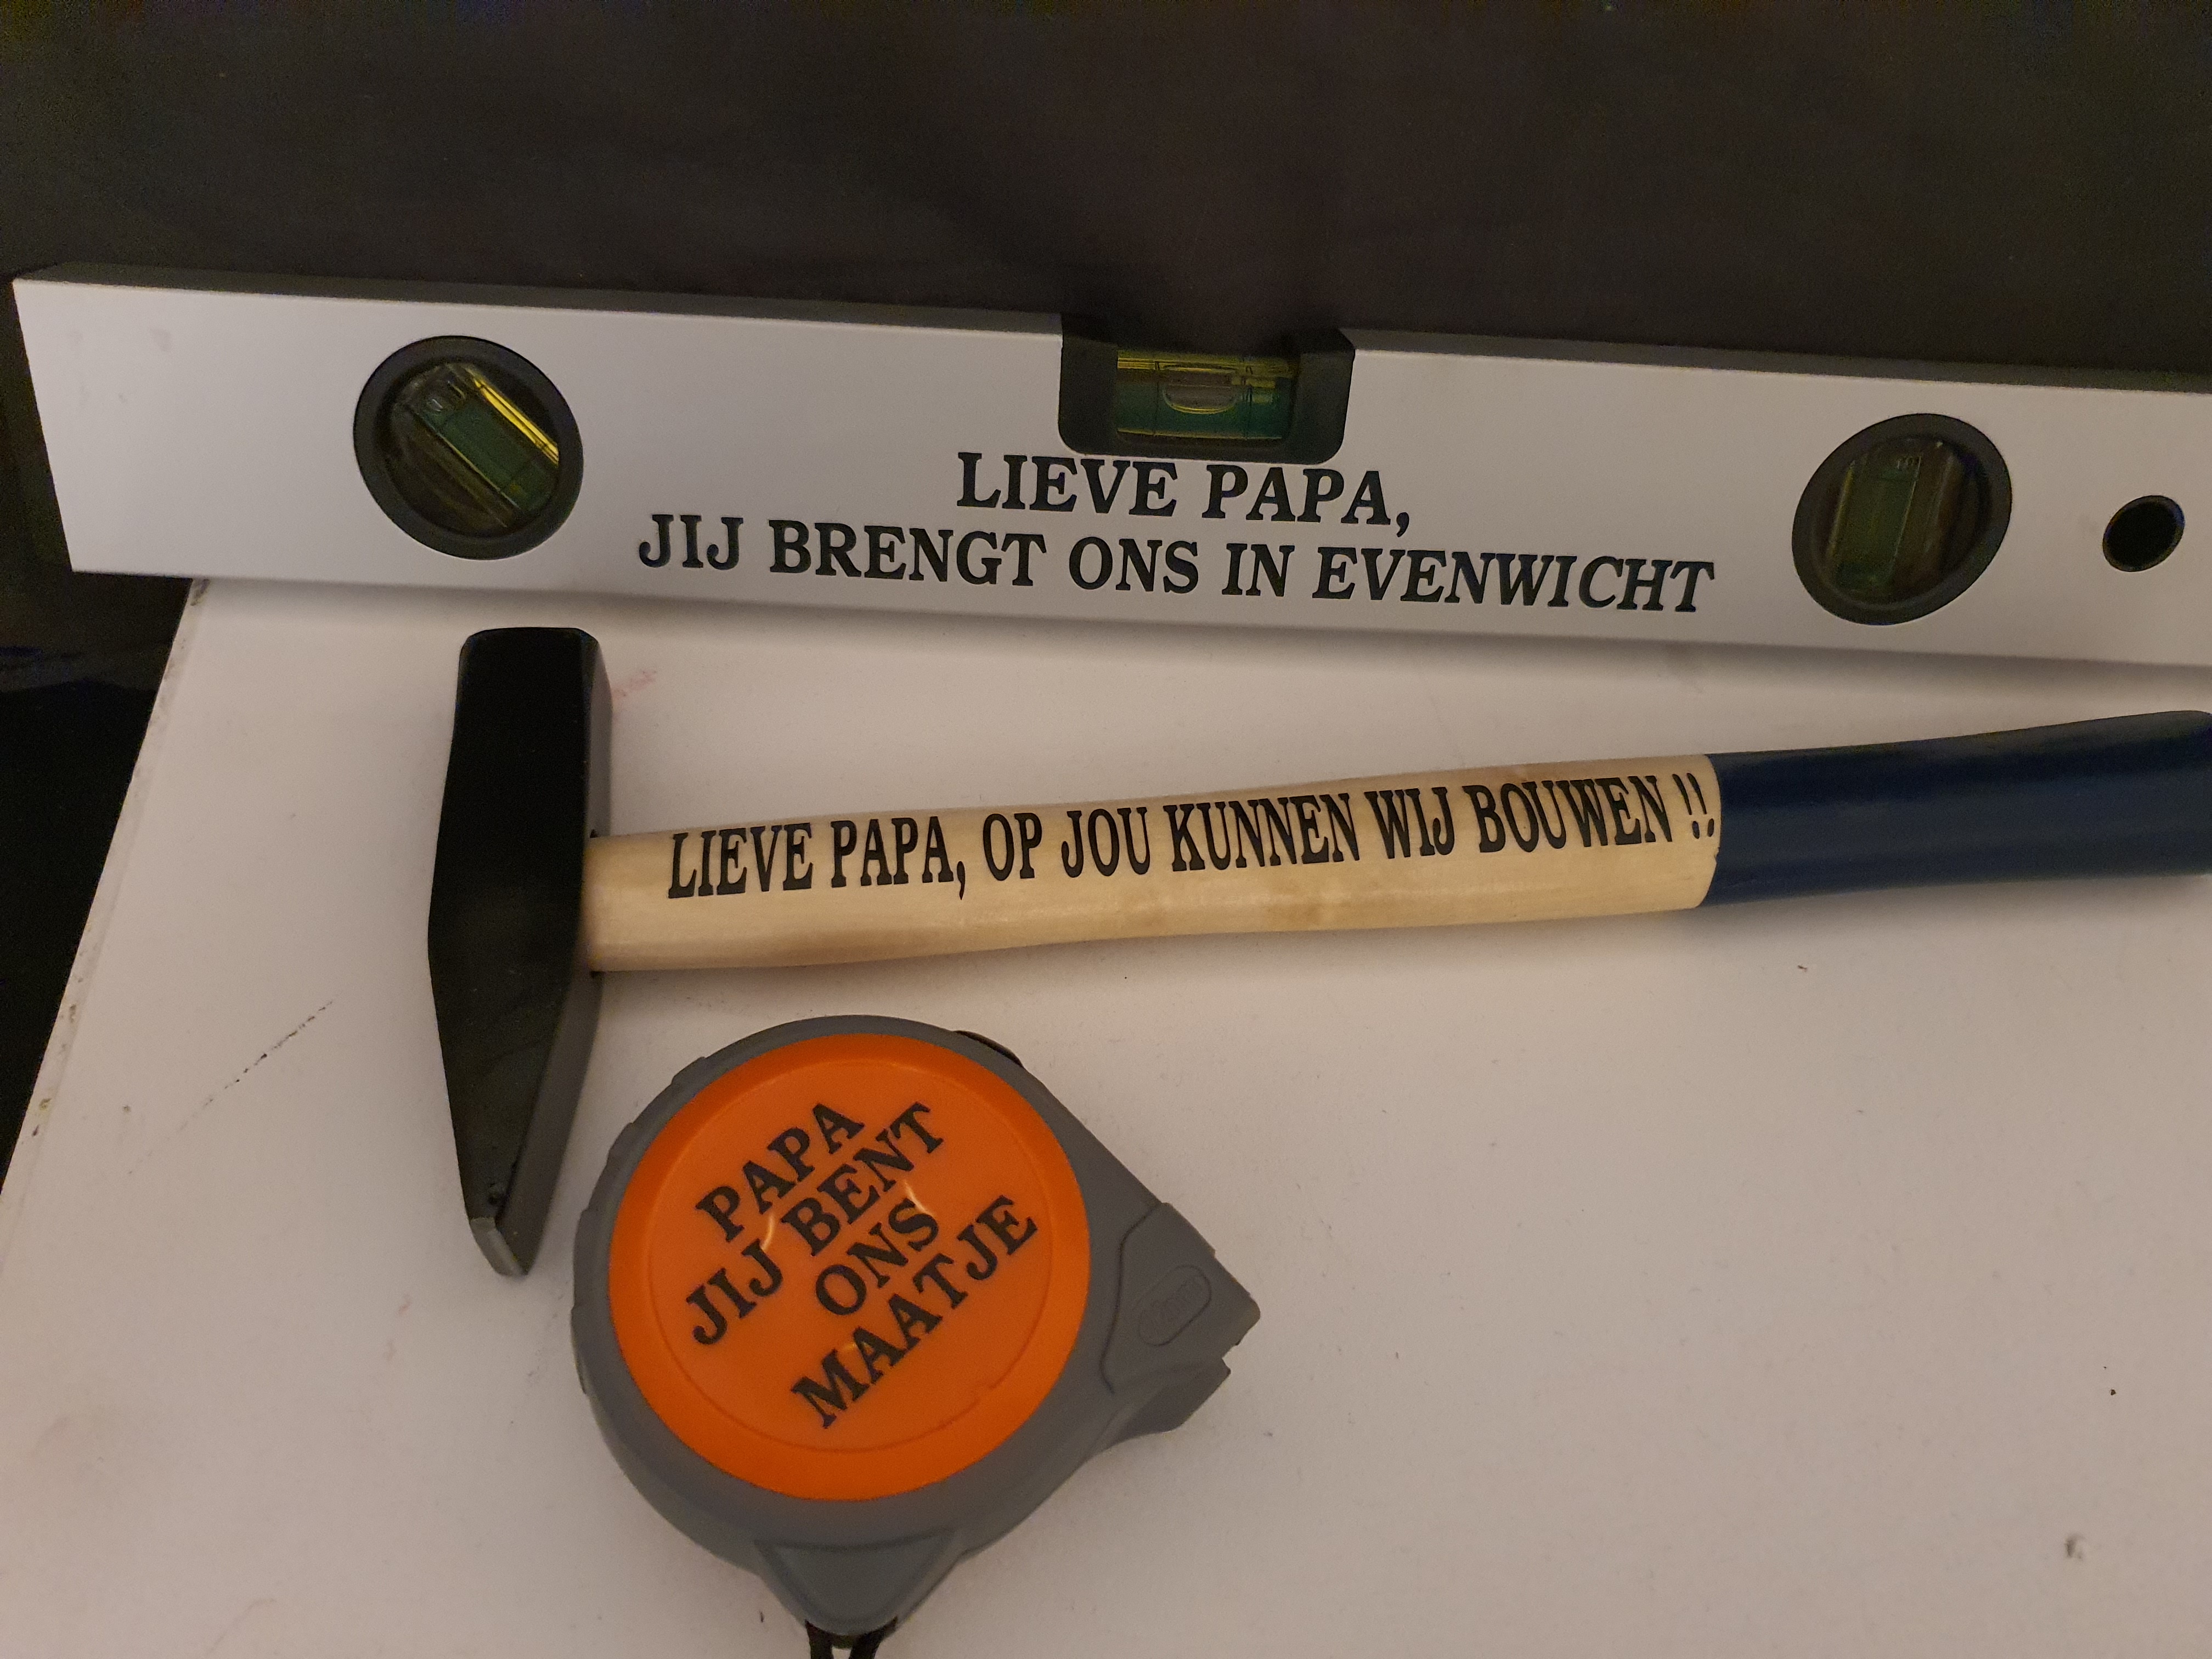 LIEVE PAPA,
JIJ BRENGT ONS IN EVENWICHT
LIEVE PAPA, OP JOU KUNNEN WIJ BOUWEN !!
PAPA
JIJ BENT
ONS
MAATJE